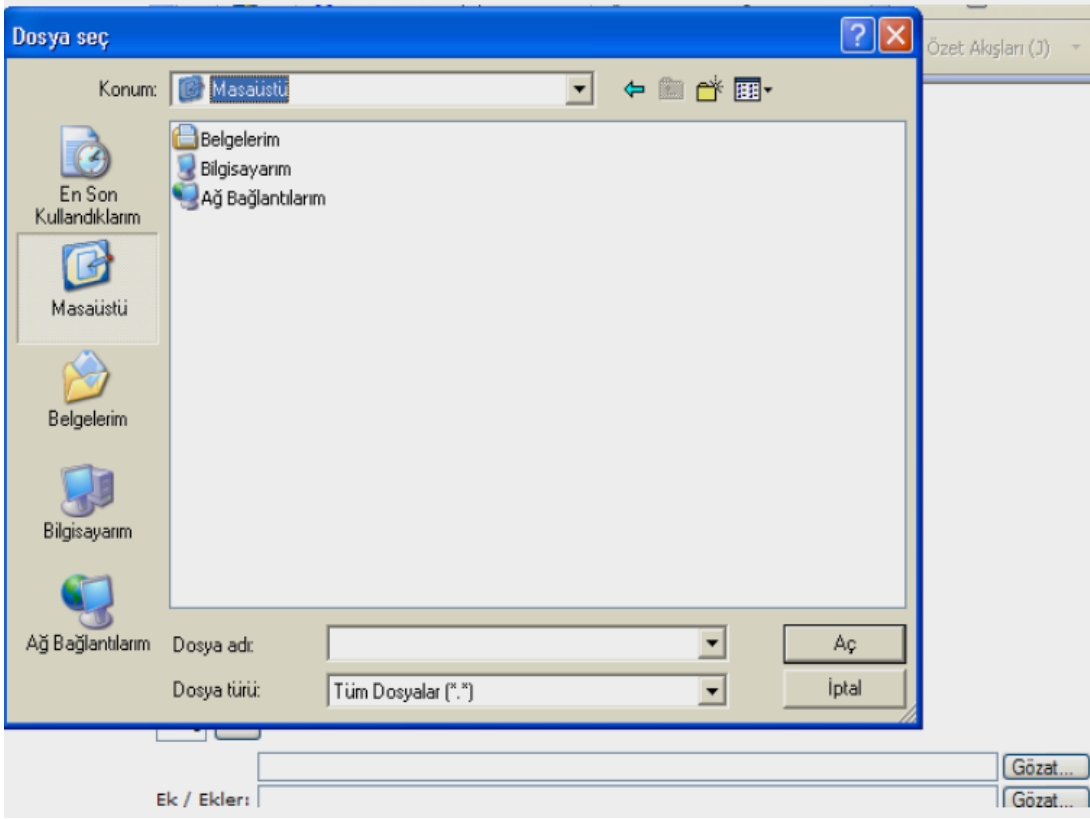 Dosya seç
Özet Akışları (J)
Konum:
Masaüstü
Belgelerim
Bilgisayarım
Ağ Bağlantılarım
En Son
Kullandıklarım
Masaüstü
Belgelerim
Bilgisayarım
Ağ Bağlantılarım
Dosya adı:
Aç
Dosya türü:
Tüm Dosyalar (*.*)
İptal
Gözat...
Ek / Ekler:
Gözat...